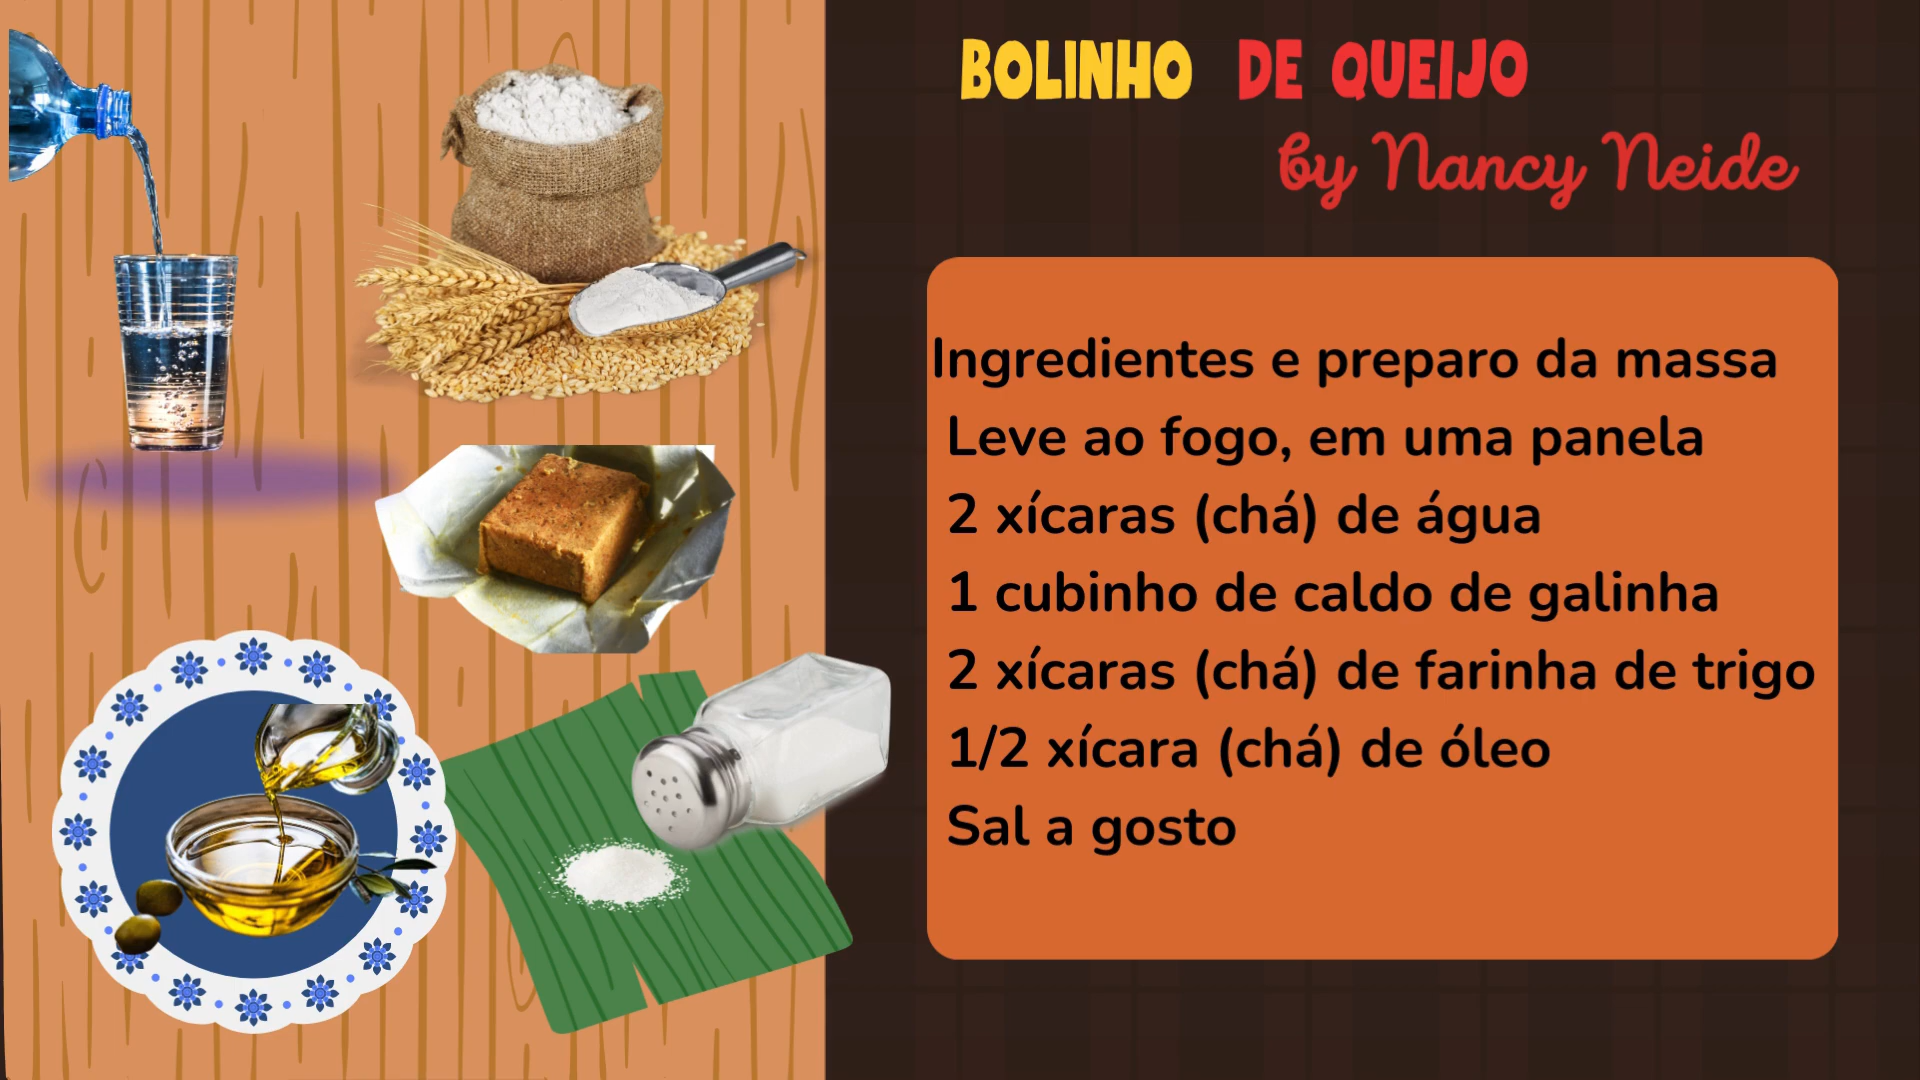 BOLINHO DE QUEIJO
by Nancy Neide
Ingredientes e preparo da massa
Leve ao fogo, em uma panela
2 xícaras (chá) de água
1 cubinho de caldo de galinha
2 xícaras (chá) de farinha de trigo
1/2 xícara (chá) de óleo
Sal a gosto